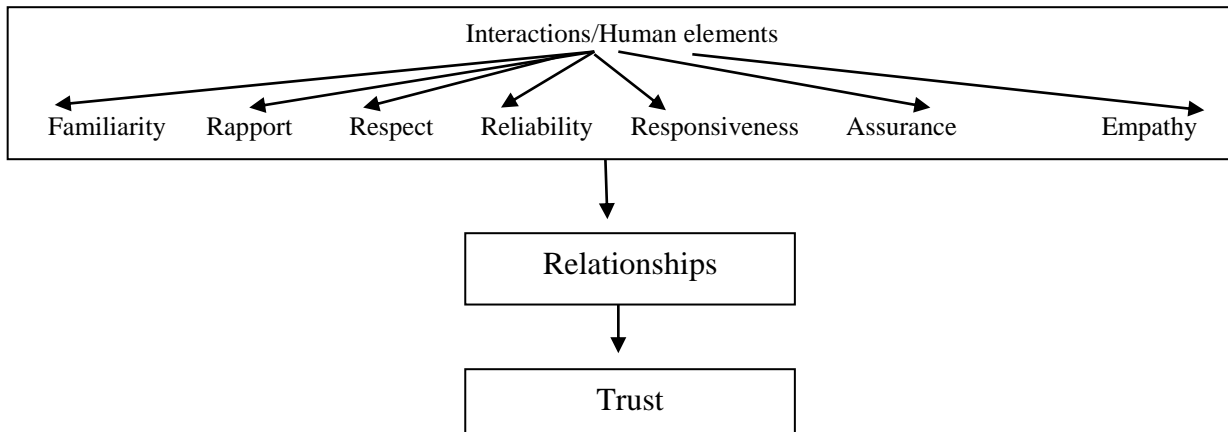 Interactions/Human elements
Familiarity Rapport Respect Reliability Responsiveness Assurance Empathy
Relationships
Trust